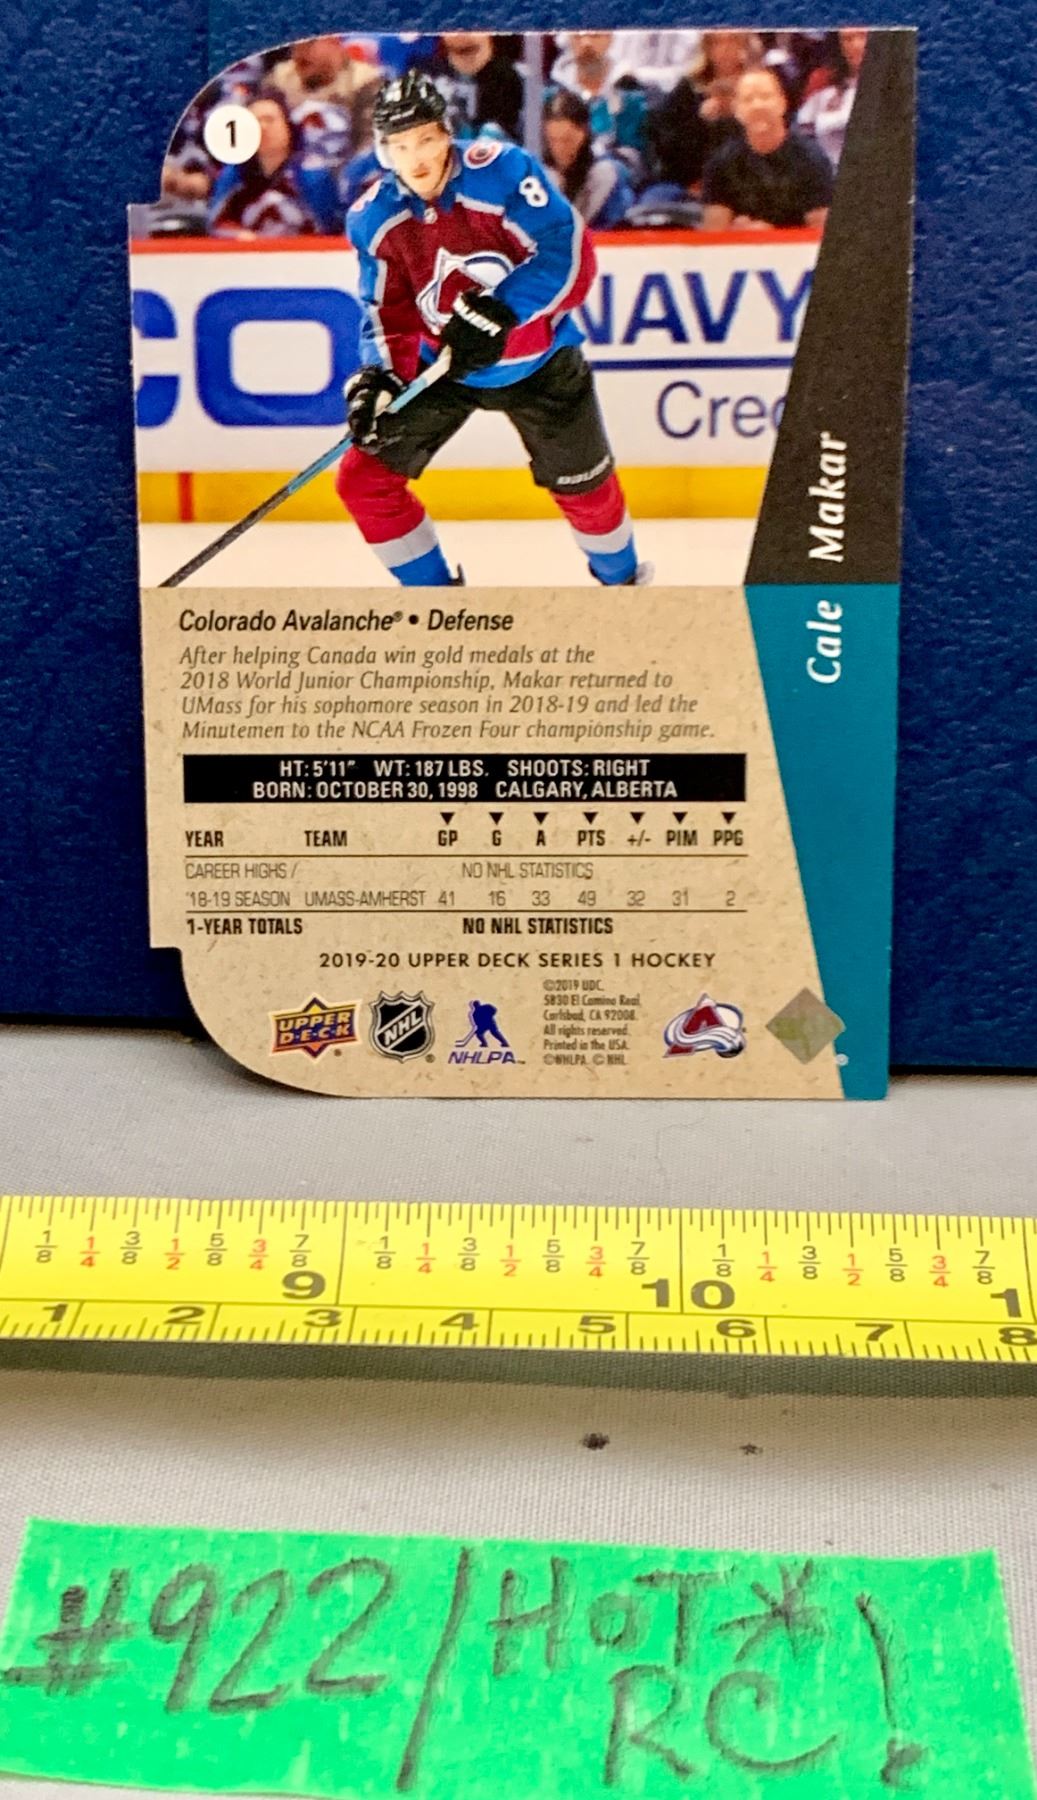 1
8
CO
NAVY
Cred
BAUER
BAUER
Cale Makar
Colorado Avalanche® • Defense
After helping Canada win gold medals at the
2018 World Junior Championship, Makar returned to
UMass for his sophomore season in 2018-19 and led the
Minutemen to the NCAA Frozen Four championship game.
HT: 5'11" WT: 187 LBS. SHOOTS: RIGHT
BORN: OCTOBER 30, 1998 CALGARY, ALBERTA
YEAR TEAM GP G A PTS +/- PIM PPG
CAREER HIGHS / NO NHL STATISTICS
'18-19 SEASON UMASS-AMHERST 41 16 33 49 32 31 2
1-YEAR TOTALS NO NHL STATISTICS
2019-20 UPPER DECK SERIES 1 HOCKEY
UPPER DECK ®
NHL ®
NHLPA™
©2019 UDC.
5830 El Camino Real,
Carlsbad, CA 92008.
All rights reserved.
Printed in the USA.
©NHLPA. © NHL.
1/8 1/4 3/8 1/2 5/8 3/4 7/8 1/8 1/4 3/8 1/2 5/8 3/4 7/8 1/8 1/4 3/8 1/2 5/8 3/4 7/8
9 10 1
1 2 3 4 5 6 7 8
#922/HOT*
RC!